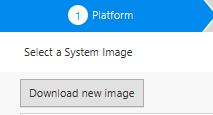 1 Platform
Select a System Image
Download new image